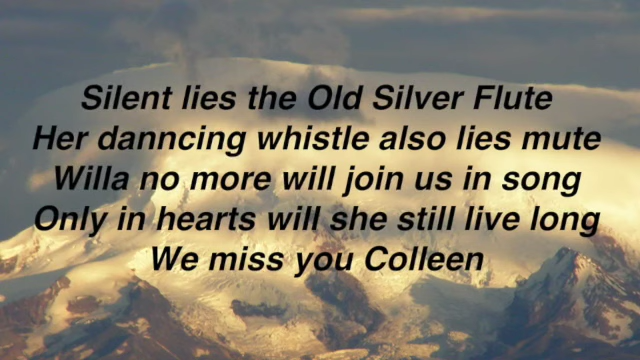 Silent lies the Old Silver Flute
Her danncing whistle also lies mute
Willa no more will join us in song
Only in hearts will she still live long
We miss you Colleen